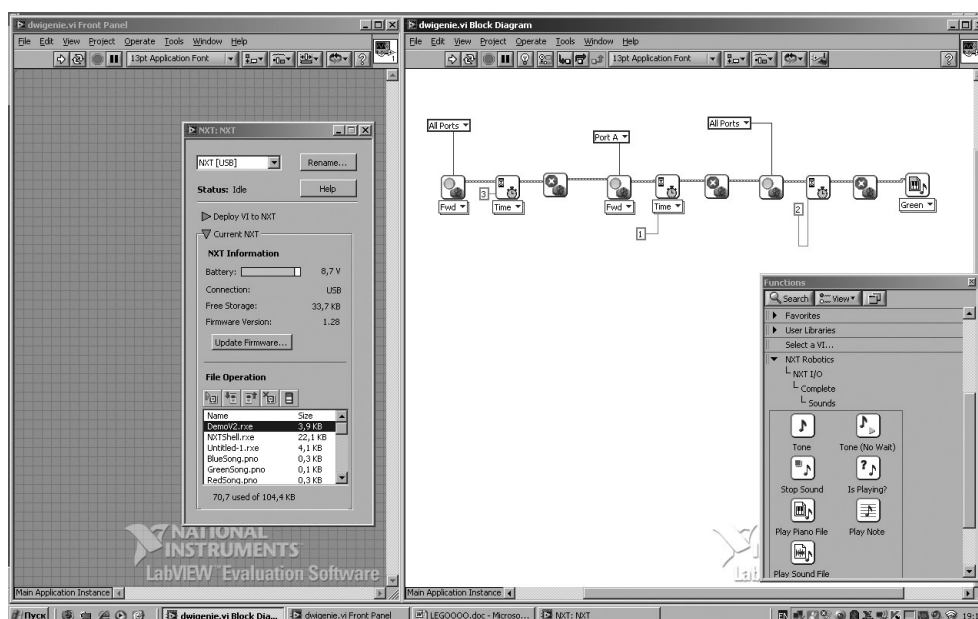 dwigenie.vi Front Panel
File Edit View Project Operate Tools Window Help
13pt Application Font
1
NXT: NXT
NXT [USB]
Rename...
Status: Idle
Help
Deploy VI to NXT
Current NXT
NXT Information
Battery: 8,7 V
Connection: USB
Free Storage: 33,7 KB
Firmware Version: 1.28
Update Firmware...
File Operation
Name Size
DemoV2.rxe 3,9 KB
NXTShell.rxe 22,1 KB
Untitled-1.rxe 4,1 KB
BlueSong.pno 0,3 KB
GreenSong.pno 0,1 KB
RedSong.pno 0,3 KB
70,7 used of 104,4 KB
NATIONAL
INSTRUMENTS
LabVIEW Evaluation Software
Main Application Instance
dwigenie.vi Block Diagram
File Edit View Project Operate Tools Window Help
13pt Application Font
All Ports
Port A
All Ports
Fwd
3
Time
Fwd
Time
1
2
Green
Functions
Search View
Favorites
User Libraries
Select a VI...
NXT Robotics
NXT I/O
Complete
Sounds
Tone Tone (No Wait)
Stop Sound Is Playing?
Play Piano File Play Note
Play Sound File
Lab
Main Application Instance
Пуск
dwigenie.vi Block Dia...
dwigenie.vi Front Panel
LEGOOOO.doc - Microso...
NXT: NXT